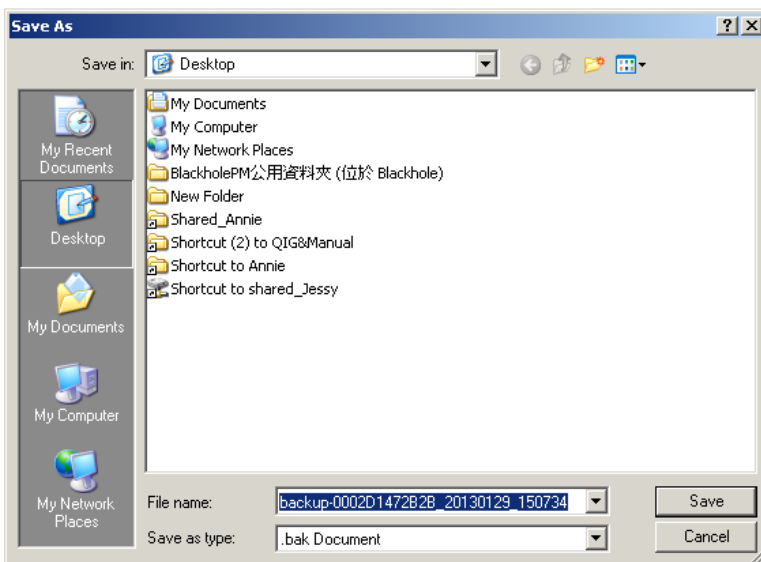 Save As
Save in:
Desktop
My Recent
Documents
Desktop
My Documents
My Computer
My Network
Places
My Documents
My Computer
My Network Places
BlackholePM公用資料夾 (位於 Blackhole)
New Folder
Shared_Annie
Shortcut (2) to QIG&Manual
Shortcut to Annie
Shortcut to shared_Jessy
File name:
backup-0002D1472B2B_20130129_150734
Save
Save as type:
.bak Document
Cancel